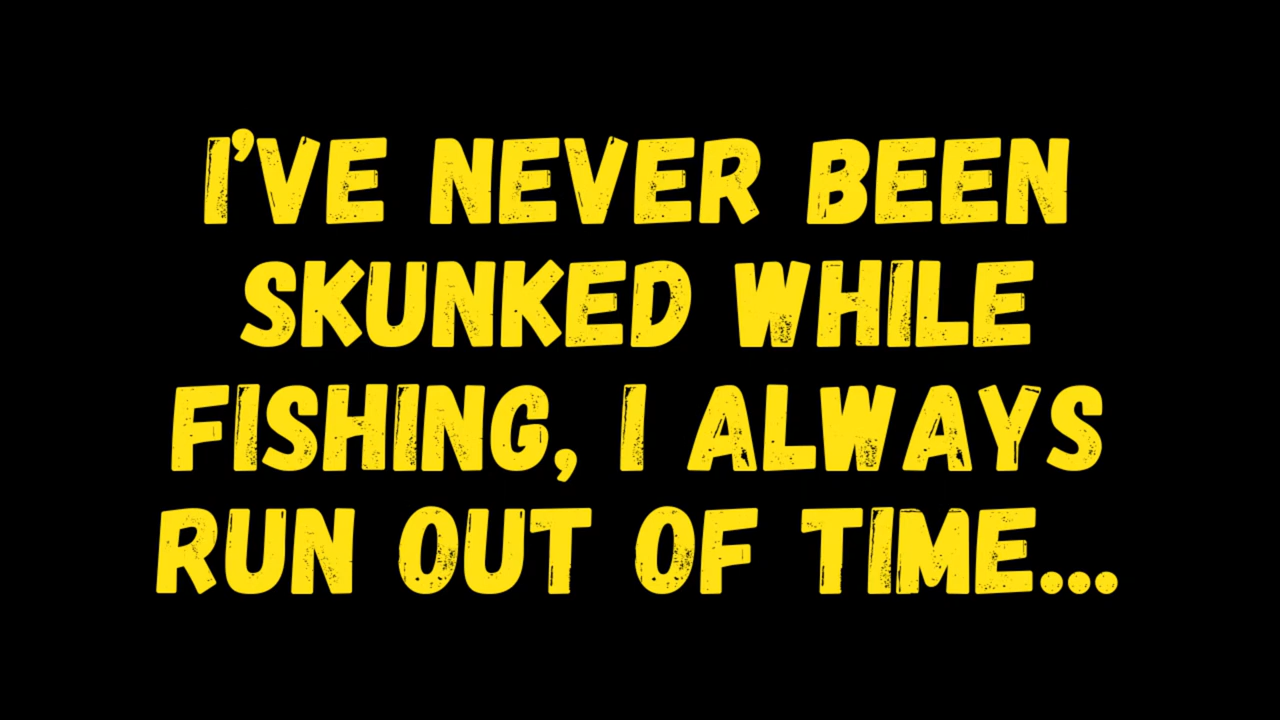 I'VE NEVER BEEN
SKUNKED WHILE
FISHING, I ALWAYS
RUN OUT OF TIME...